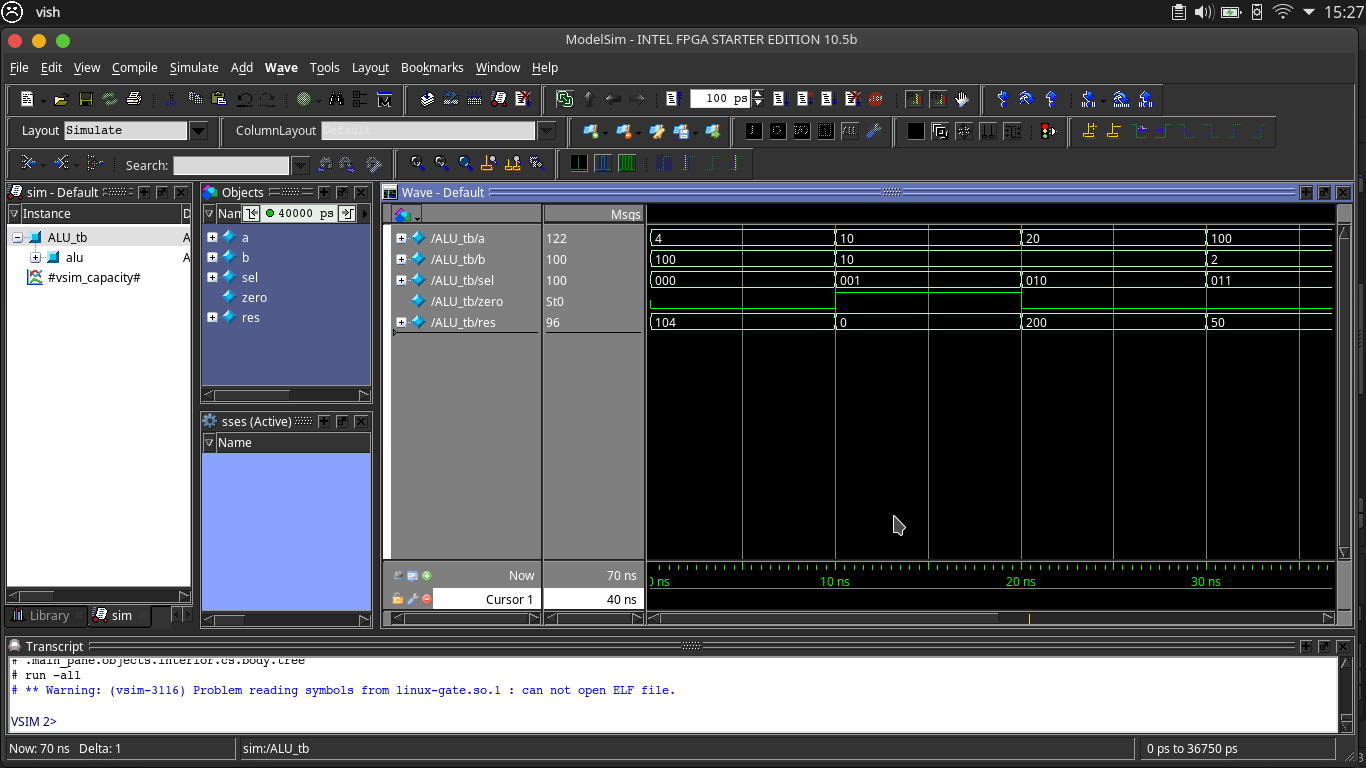 vish
15:27
ModelSim - INTEL FPGA STARTER EDITION 10.5b
File Edit View Compile Simulate Add Wave Tools Layout Bookmarks Window Help
100 ps
Layout Simulate
ColumnLayout Default
Search:
sim - Default
Instance
D
ALU_tb
A
alu
A
#vsim_capacity#
Library
sim
Objects
Nan
40000 ps
a
b
sel
zero
res
sses (Active)
Name
Wave - Default
Msgs
/ALU_tb/a 122 4 10 20 100
/ALU_tb/b 100 100 10 2
/ALU_tb/sel 100 000 001 010 011
/ALU_tb/zero St0
/ALU_tb/res 96 104 0 200 50
Now 70 ns
ns 10 ns 20 ns 30 ns
Cursor 1 40 ns
Transcript
# .main_pane.objects.interior.cs.body.tree
# run -all
# ** Warning: (vsim-3116) Problem reading symbols from linux-gate.so.1 : can not open ELF file.
VSIM 2>
Now: 70 ns Delta: 1
sim:/ALU_tb
0 ps to 36750 ps